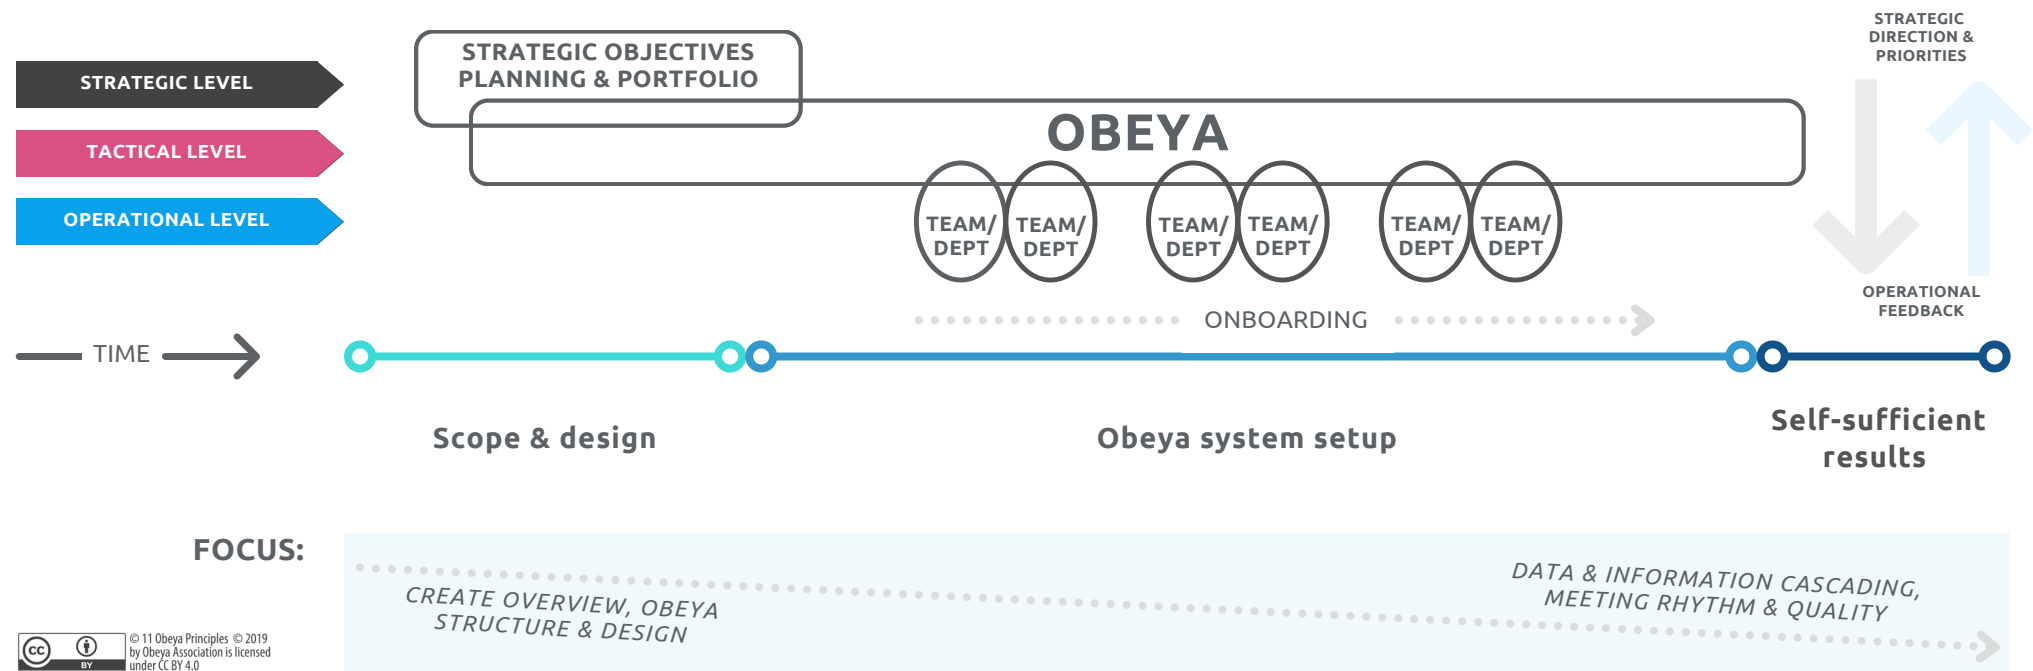 STRATEGIC LEVEL
TACTICAL LEVEL
OPERATIONAL LEVEL
STRATEGIC OBJECTIVES
PLANNING & PORTFOLIO
OBEYA
TEAM/
DEPT
TEAM/
DEPT
TEAM/
DEPT
TEAM/
DEPT
TEAM/
DEPT
TEAM/
DEPT
STRATEGIC
DIRECTION &
PRIORITIES
OPERATIONAL
FEEDBACK
ONBOARDING
TIME
Scope & design
Obeya system setup
Self-sufficient
results
FOCUS:
CREATE OVERVIEW, OBEYA
STRUCTURE & DESIGN
DATA & INFORMATION CASCADING,
MEETING RHYTHM & QUALITY
cc
BY
© 11 Obeya Principles © 2019
by Obeya Association is licensed
under CC BY 4.0